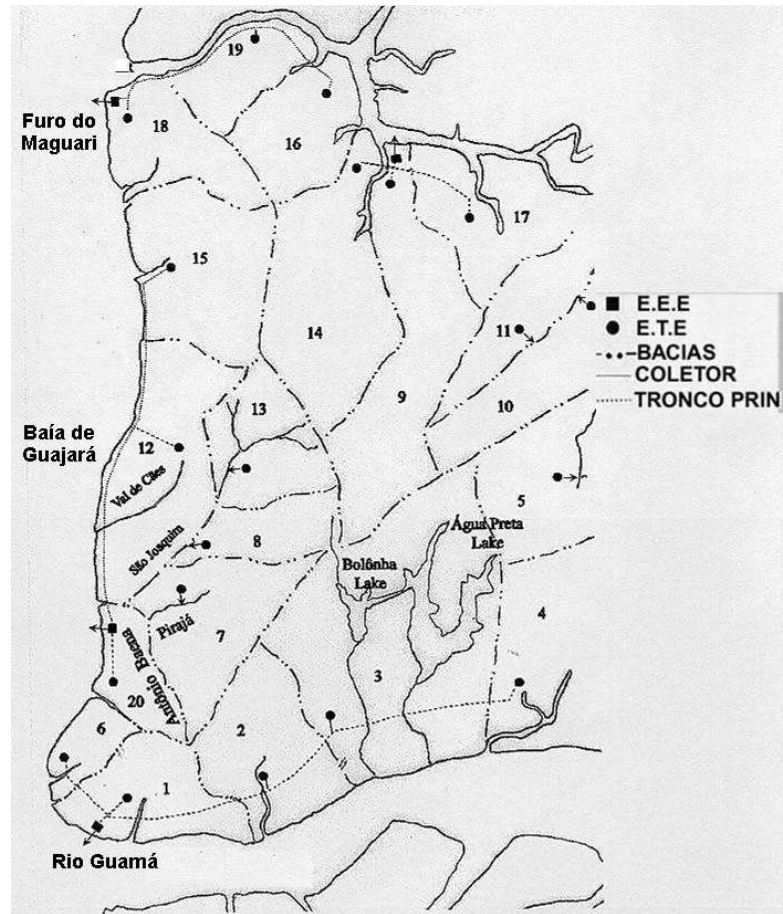 19
Furo do
Maguari
18
16
17
15
14
11
E.E.E
E.T.E
BACIAS
COLETOR
TRONCO PRIN
13
9
10
Baía de
Guajará
12
Val de Cães
5
Água Preta
Lake
São Joaquim
8
Bolônha
Lake
4
Pirajá
7
Antônio Baena
3
20
6
2
1
Rio Guamá